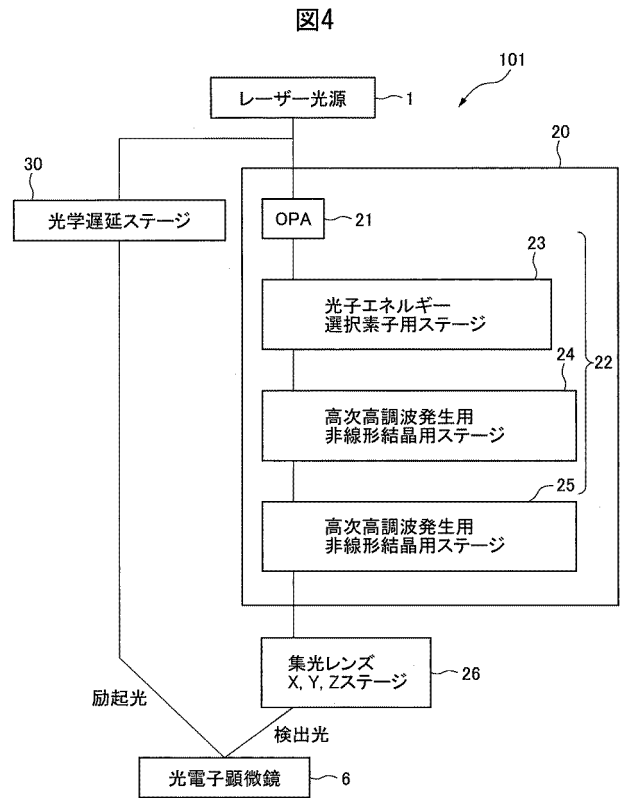 図4
101
レーザー光源
1
20
30
光学遅延ステージ
OPA
21
23
光子エネルギー
選択素子用ステージ
24
22
高次高調波発生用
非線形結晶用ステージ
25
高次高調波発生用
非線形結晶用ステージ
集光レンズ
X, Y, Zステージ
26
励起光
検出光
光電子顕微鏡
6